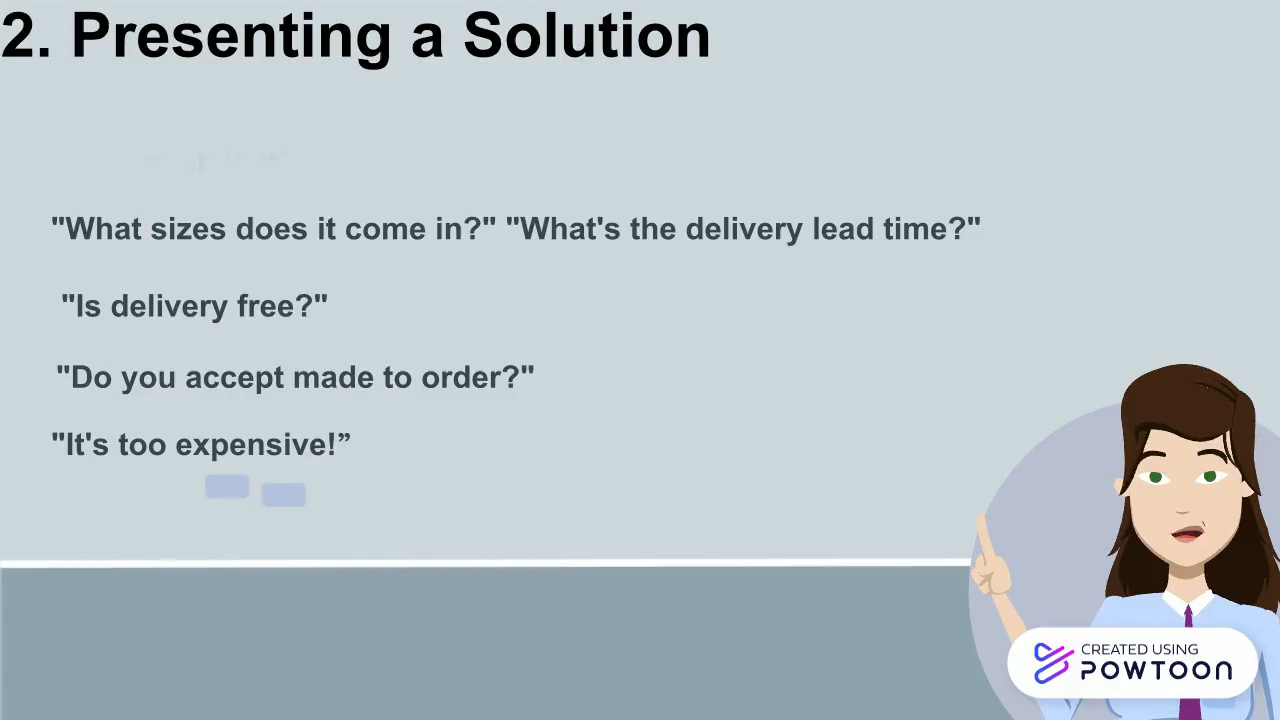 2. Presenting a Solution
"What sizes does it come in?" "What's the delivery lead time?"
"Is delivery free?"
"Do you accept made to order?"
"It's too expensive!”
CREATED USING
POWTOON